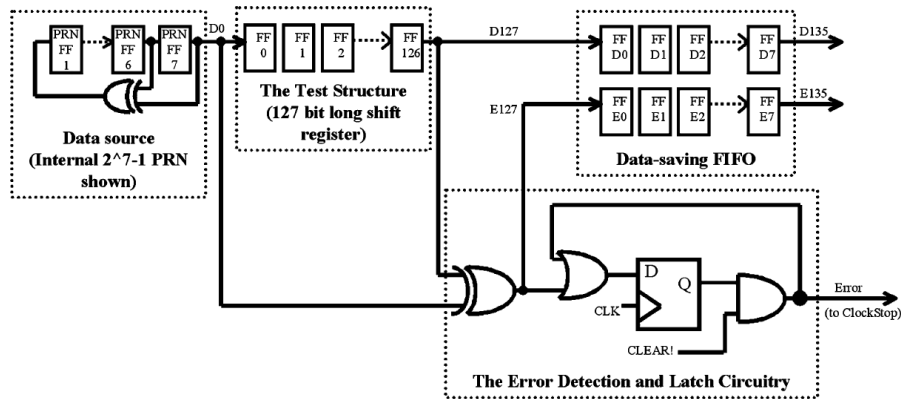 PRN FF 1
PRN FF 6
PRN FF 7
Data source
(Internal 2^7-1 PRN
shown)
D0
FF 0
FF 1
FF 2
FF 126
The Test Structure
(127 bit long shift
register)
D127
E127
FF D0
FF D1
FF D2
FF D7
D135
FF E0
FF E1
FF E2
FF E7
E135
Data-saving FIFO
D
Q
CLK
CLEAR!
Error
(to ClockStop)
The Error Detection and Latch Circuitry